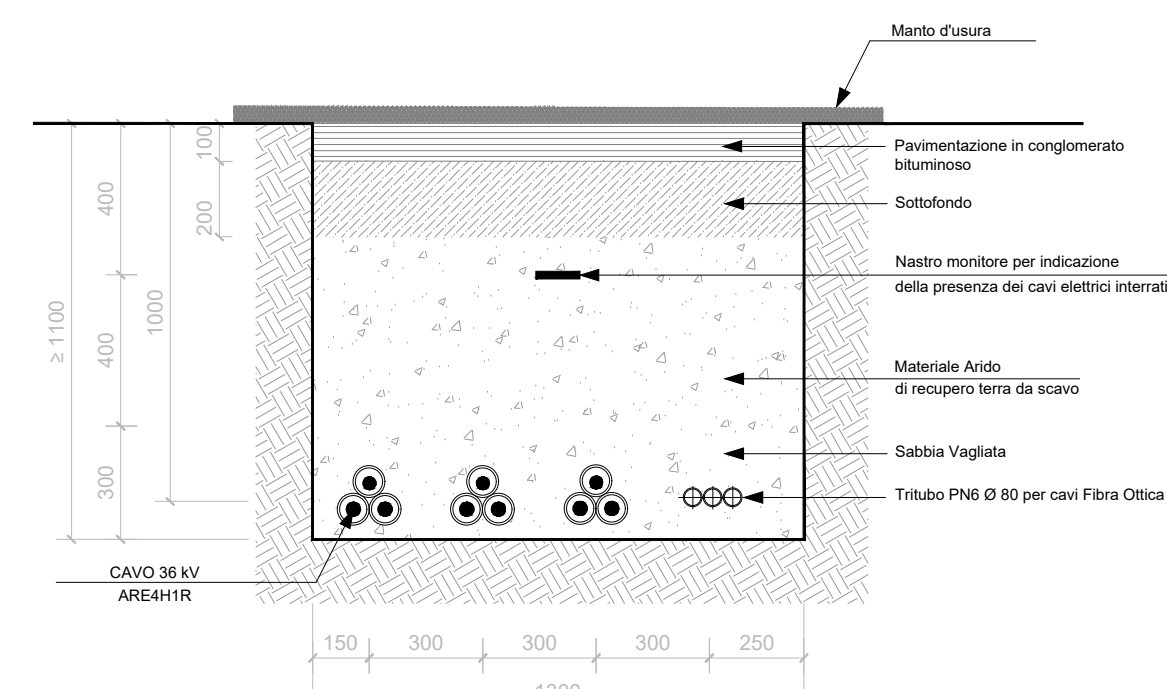 Manto d'usura
Pavimentazione in conglomerato
bituminoso
Sottofondo
Nastro monitore per indicazione
della presenza dei cavi elettrici interrati
Materiale Arido
di recupero terra da scavo
Sabbia Vagliata
Tritubo PN6 Ø 80 per cavi Fibra Ottica
CAVO 36 kV
ARE4H1R
≥ 1100
400
400
300
1000
100
200
150 300 300 300 250
1300